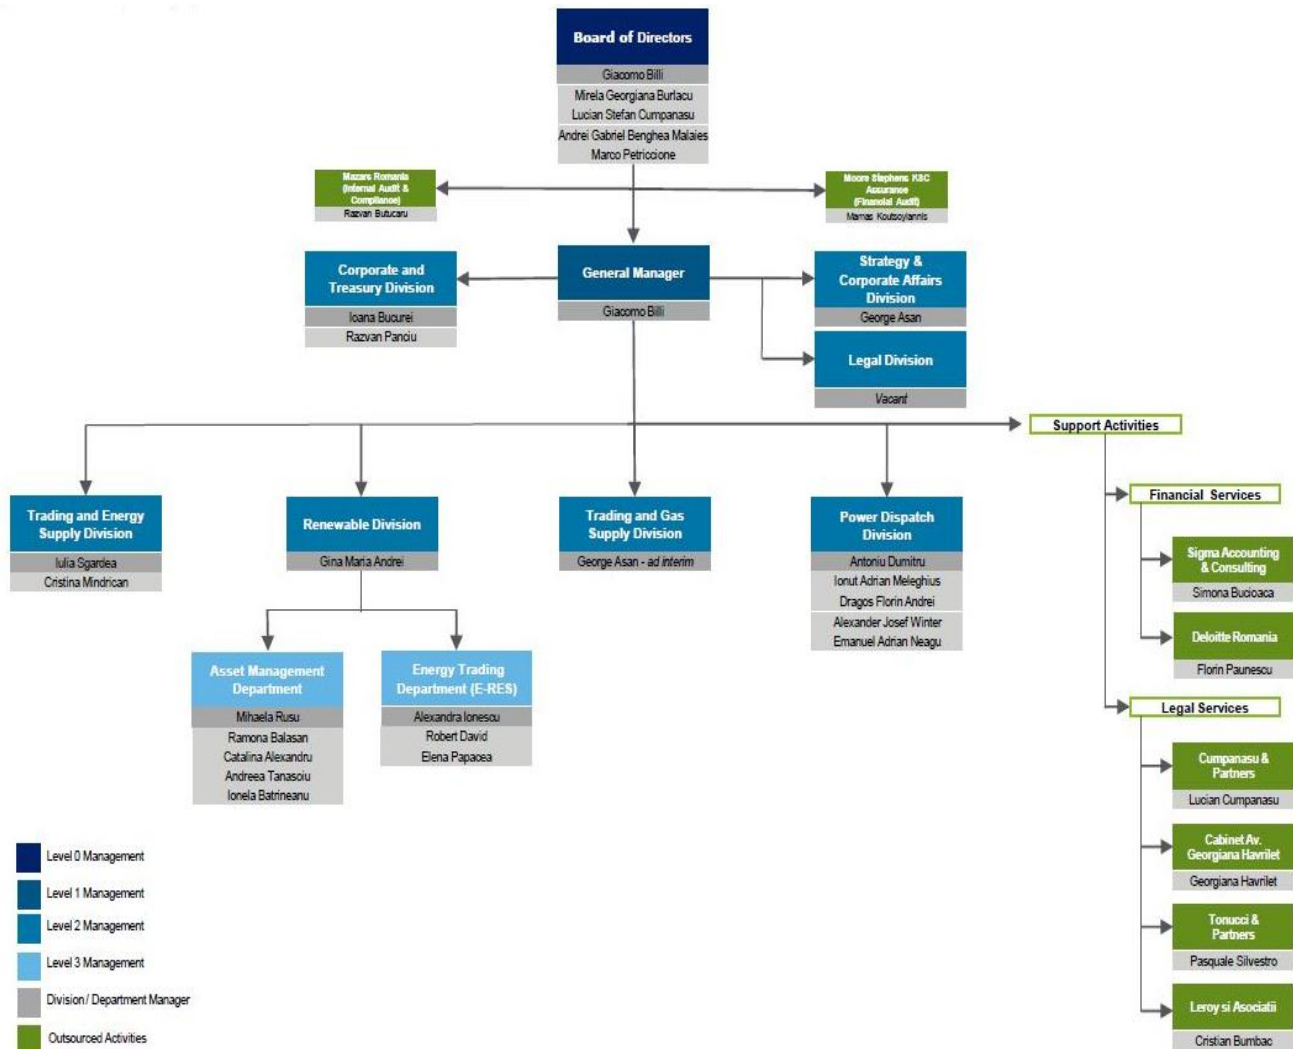 Board of Directors
Giacomo Billi
Mirela Georgiana Burlacu
Lucian Stefan Cumpanasu
Andrei Gabriel Benghea Malaies
Marco Petriccione
Mazars Romania
(Internal Audit &
Compliance)
Razvan Butucaru
Moore Stephens KSC
Assurance
(Financial Audit)
Mamas Koutsoyiannis
Corporate and
Treasury Division
Ioana Bucurei
Razvan Panciu
General Manager
Giacomo Billi
Strategy &
Corporate Affairs
Division
George Asan
Legal Division
Vacant
Support Activities
Trading and Energy
Supply Division
Iulia Sgardea
Cristina Mindrican
Renewable Division
Gina Maria Andrei
Trading and Gas
Supply Division
George Asan - ad interim
Power Dispatch
Division
Antoniu Dumitru
Ionut Adrian Meleghius
Dragos Florin Andrei
Alexander Josef Winter
Emanuel Adrian Neagu
Asset Management
Department
Mihaela Rusu
Ramona Balasan
Catalina Alexandru
Andreea Tanasoiu
Ionela Batrineanu
Energy Trading
Department (E-RES)
Alexandra Ionescu
Robert David
Elena Papacea
Financial Services
Sigma Accounting
& Consulting
Simona Bucioaca
Deloitte Romania
Florin Paunescu
Legal Services
Cumpanasu &
Partners
Lucian Cumpanasu
Cabinet Av.
Georgiana Havrilet
Georgiana Havrilet
Tonucci &
Partners
Pasquale Silvestro
Leroy si Asociatii
Cristian Bumbac
Level 0 Management
Level 1 Management
Level 2 Management
Level 3 Management
Division / Department Manager
Outsourced Activities